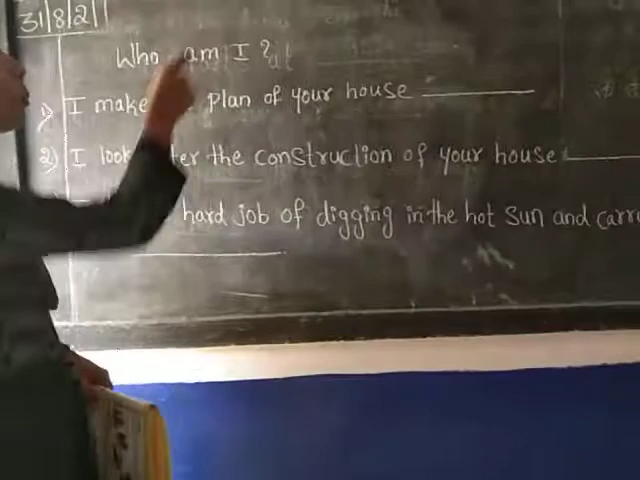 31/8/21
Who am I ?
1) I make plan of your house
2) I look the construction of your house
hard job of digging in the hot sun and